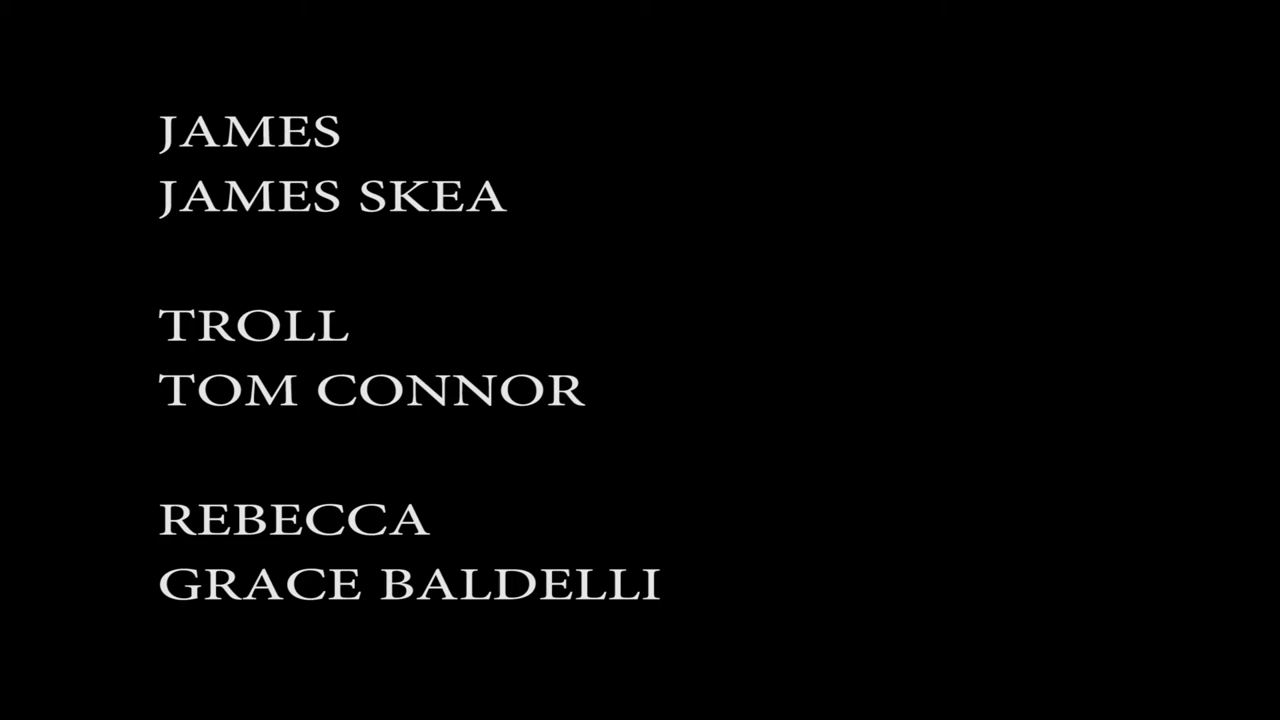 JAMES
JAMES SKEA
TROLL
TOM CONNOR
REBECCA
GRACE BALDELLI